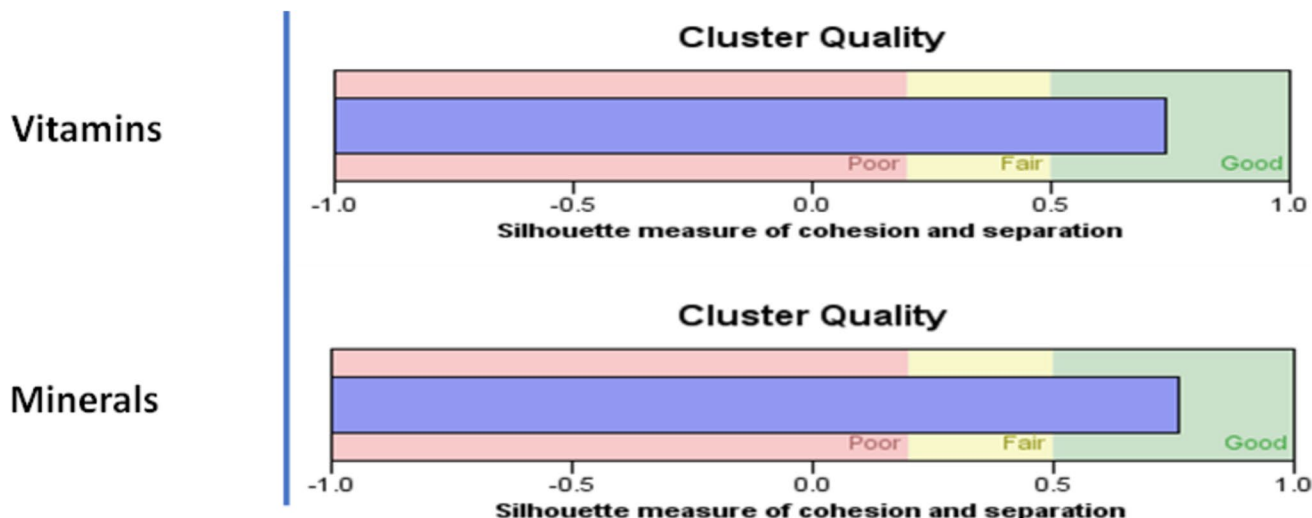 Cluster Quality
Vitamins
Poor Fair Good
-1.0 -0.5 0.0 0.5 1.0
Silhouette measure of cohesion and separation
Cluster Quality
Minerals
Poor Fair Good
-1.0 -0.5 0.0 0.5 1.0
Silhouette measure of cohesion and separation